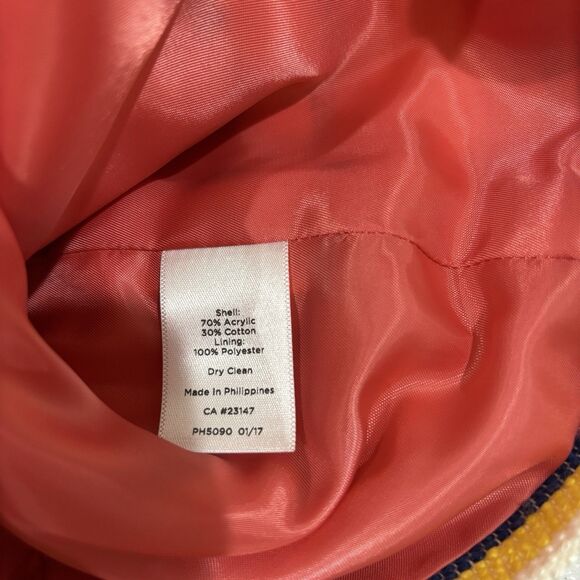 Shell:
70% Acrylic
30% Cotton
Lining:
100% Polyester
Dry Clean
Made in Philippines
CA #23147
PH5090 01/17